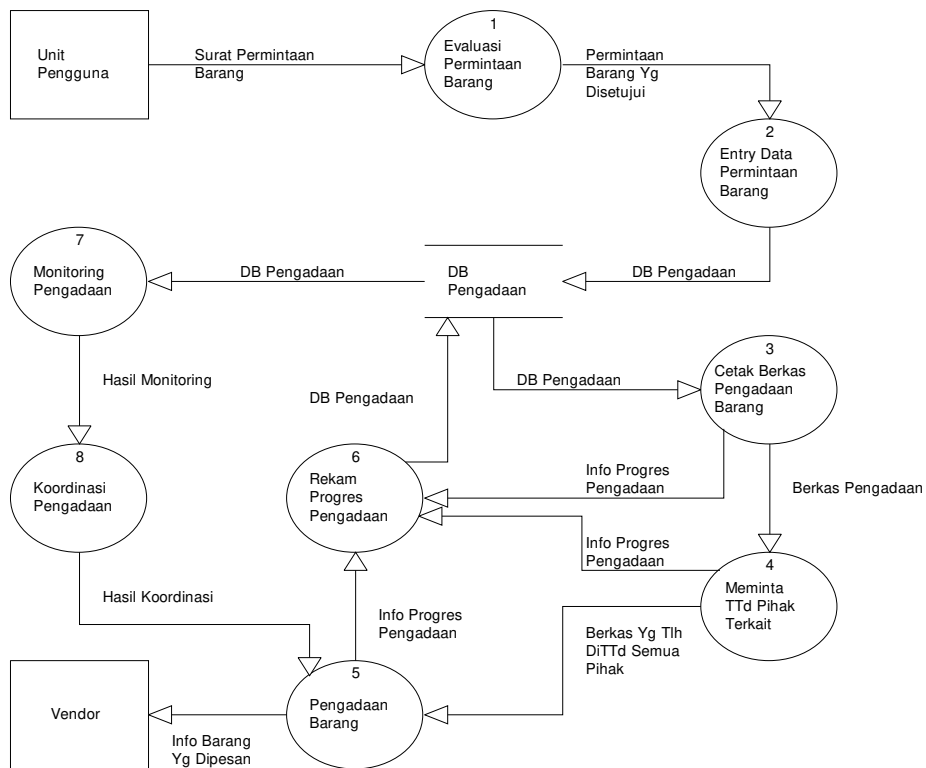 Unit
Pengguna
Surat Permintaan
Barang
1
Evaluasi
Permintaan
Barang
Permintaan
Barang Yg
Disetujui
2
Entry Data
Permintaan
Barang
7
Monitoring
Pengadaan
DB Pengadaan
DB
Pengadaan
DB Pengadaan
3
Cetak Berkas
Pengadaan
Barang
Hasil Monitoring
DB Pengadaan
DB Pengadaan
8
Koordinasi
Pengadaan
6
Rekam
Progres
Pengadaan
Info Progres
Pengadaan
Berkas Pengadaan
Info Progres
Pengadaan
4
Meminta
TTd Pihak
Terkait
Hasil Koordinasi
Info Progres
Pengadaan
Berkas Yg Tlh
DiTTd Semua
Pihak
Vendor
5
Pengadaan
Barang
Info Barang
Yg Dipesan